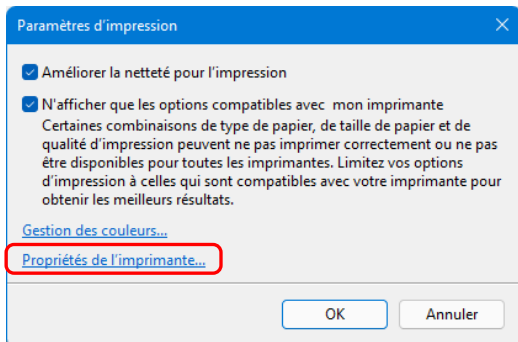 Paramètres d'impression
Améliorer la netteté pour l'impression
N'afficher que les options compatibles avec mon imprimante
Certaines combinaisons de type de papier, de taille de papier et de
qualité d'impression peuvent ne pas imprimer correctement ou ne pas
être disponibles pour toutes les imprimantes. Limitez vos options
d'impression à celles qui sont compatibles avec votre imprimante pour
obtenir les meilleurs résultats.
Gestion des couleurs...
Propriétés de l'imprimante...
OK Annuler